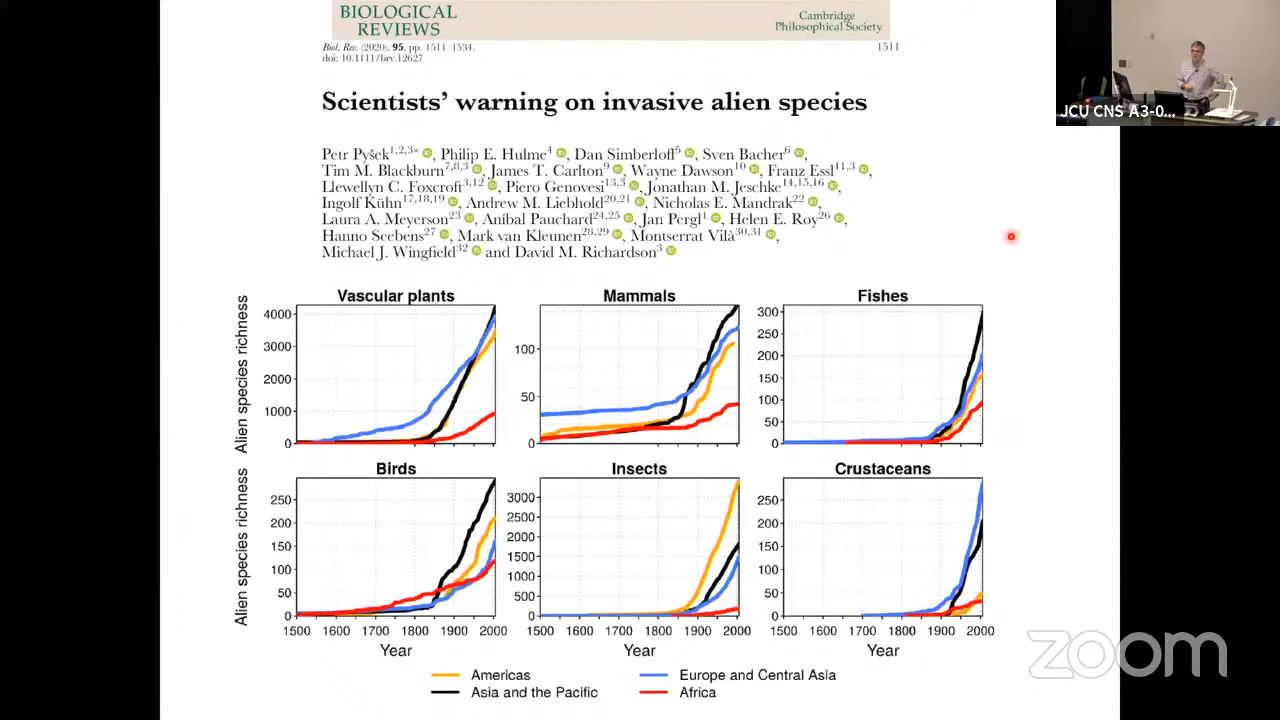 BIOLOGICAL
REVIEWS
Cambridge
Philosophical Society
Biol. Rev. (2020), 95, pp. 1511–1534.
1511
doi: 10.1111/brv.12627
Scientists’ warning on invasive alien species
Petr Pyšek1,2,3*, Philip E. Hulme4, Dan Simberloff5, Sven Bacher6,
Tim M. Blackburn7,8,3, James T. Carlton9, Wayne Dawson10, Franz Essl11,3,
Llewellyn C. Foxcroft3,12, Piero Genovesi13,3, Jonathan M. Jeschke14,15,16,
Ingolf Kühn17,18,19, Andrew M. Liebhold20,21, Nicholas E. Mandrak22,
Laura A. Meyerson23, Aníbal Pauchard24,25, Jan Pergl1, Helen E. Roy26,
Hanno Seebens27, Mark van Kleunen28,29, Montserrat Vilà30,31,
Michael J. Wingfield32 and David M. Richardson3
JCU CNS A3-0...
Vascular plants
Alien species richness
4000
3000
2000
1000
0
Mammals
100
50
0
Fishes
300
250
200
150
100
50
0
Birds
Alien species richness
250
200
150
100
50
0
1500 1600 1700 1800 1900 2000
Year
Insects
3000
2500
2000
1500
1000
500
0
1500 1600 1700 1800 1900 2000
Year
Crustaceans
250
200
150
100
50
0
1500 1600 1700 1800 1900 2000
Year
Americas
Asia and the Pacific
Europe and Central Asia
Africa
zoom